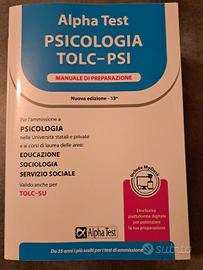 Alpha Test
PSICOLOGIA
TOLC-PSI
MANUALE DI PREPARAZIONE
Nuova edizione - 13ª
Per l'ammissione a
PSICOLOGIA
nelle Università statali e private
e ai corsi di laurea delle aree:
EDUCAZIONE
SOCIOLOGIA
SERVIZIO SOCIALE
Valido anche per
TOLC-SU
Include MyDesk
L'esclusiva
piattaforma digitale
per potenziare
la tua preparazione
Alpha Test
Da 35 anni i più scelti per i test di ammissione
subito